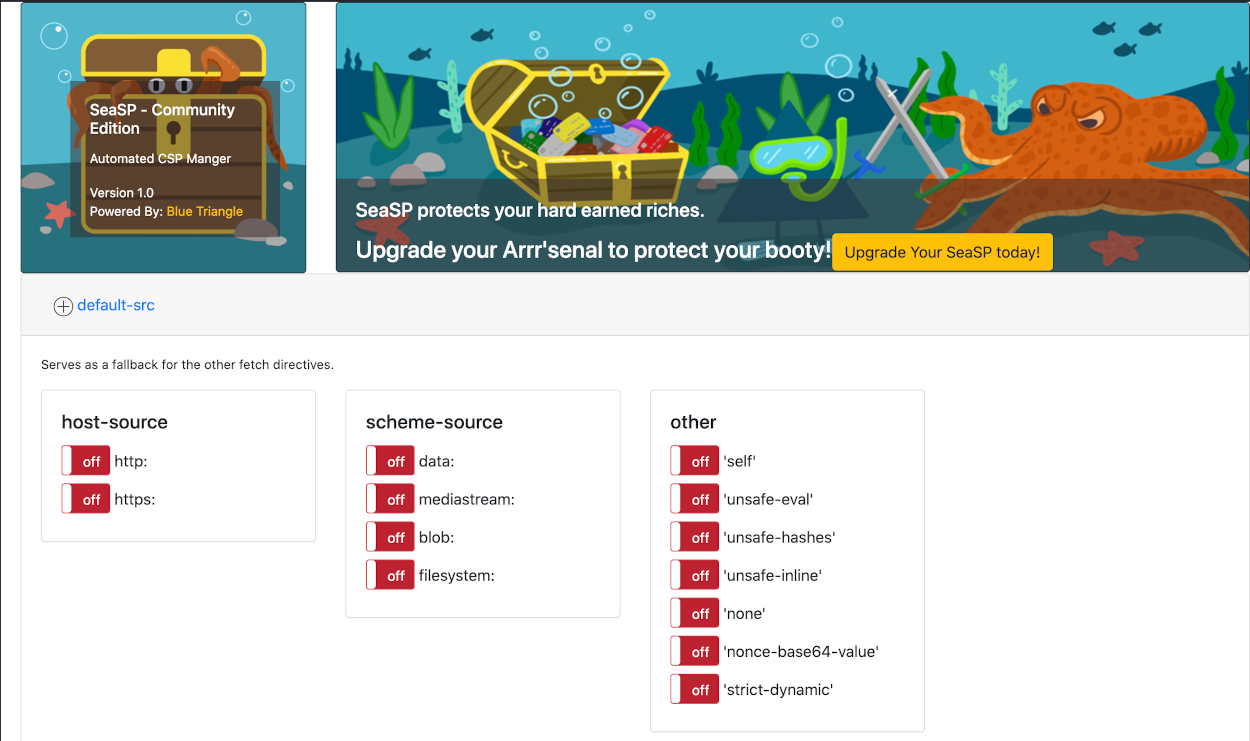 SeaSP - Community
Edition
Automated CSP Manger
Version 1.0
Powered By: Blue Triangle
SeaSP protects your hard earned riches.
Upgrade your Arrr'senal to protect your booty!
Upgrade Your SeaSP today!
default-src
Serves as a fallback for the other fetch directives.
host-source
off http:
off https:
scheme-source
off data:
off mediastream:
off blob:
off filesystem:
other
off 'self'
off 'unsafe-eval'
off 'unsafe-hashes'
off 'unsafe-inline'
off 'none'
off 'nonce-base64-value'
off 'strict-dynamic'